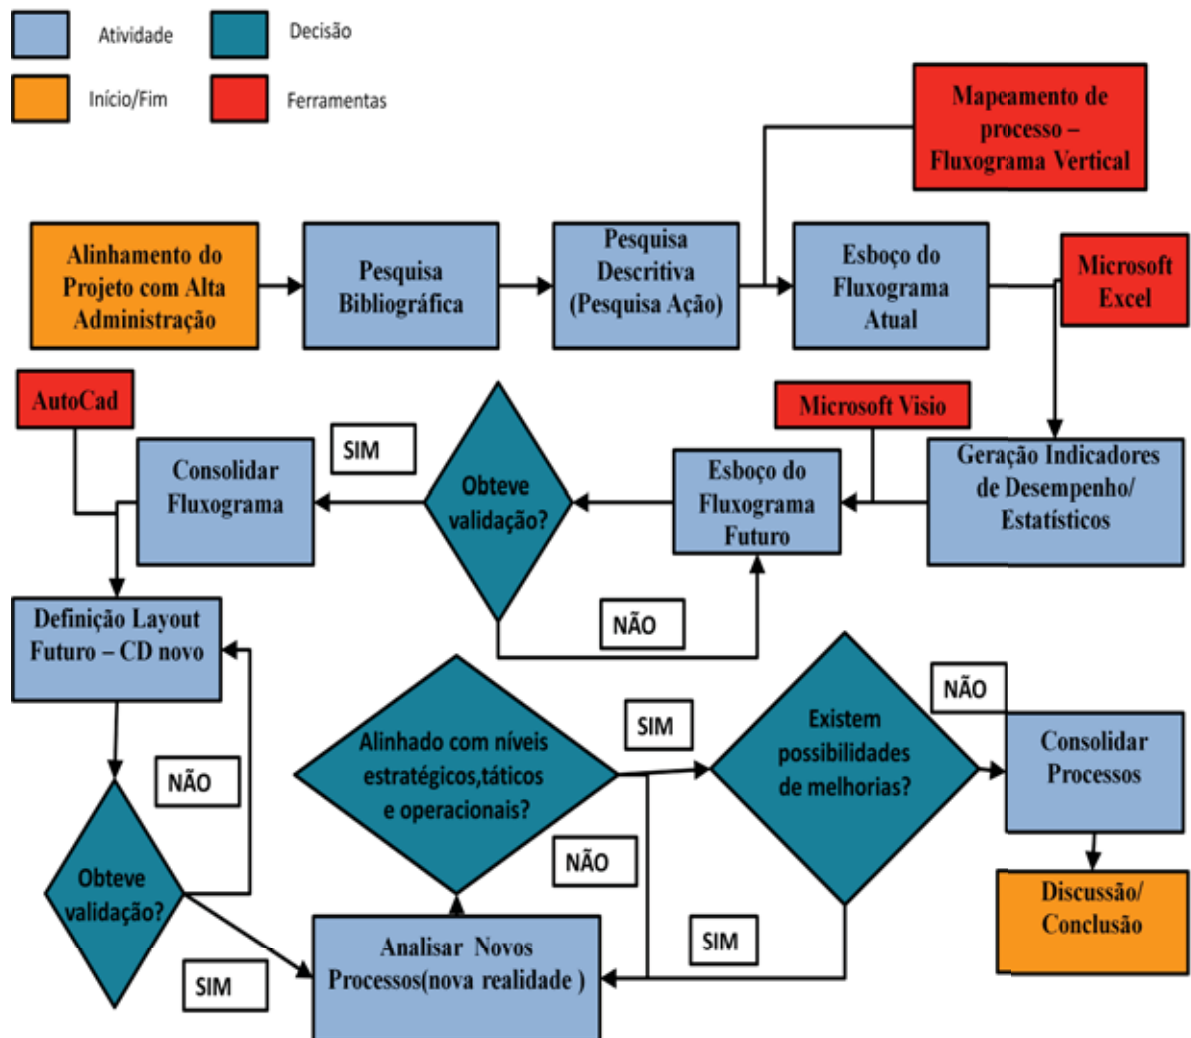 Atividade
Decisão
Início/Fim
Ferramentas
Mapeamento de
processo –
Fluxograma Vertical
Alinhamento do
Projeto com Alta
Administração
Pesquisa
Bibliográfica
Pesquisa
Descritiva
(Pesquisa Ação)
Esboço do
Fluxograma
Atual
Microsoft
Excel
AutoCad
Microsoft Visio
Consolidar
Fluxograma
SIM
Obteve
validação?
Esboço do
Fluxograma
Futuro
Geração Indicadores
de Desempenho/
Estatísticos
NÃO
Definição Layout
Futuro – CD novo
NÃO
Obteve
validação?
SIM
Alinhado com níveis
estratégicos,táticos
e operacionais?
SIM
NÃO
Analisar Novos
Processos(nova realidade )
Existem
possibilidades
de melhorias?
SIM
NÃO
Consolidar
Processos
Discussão/
Conclusão